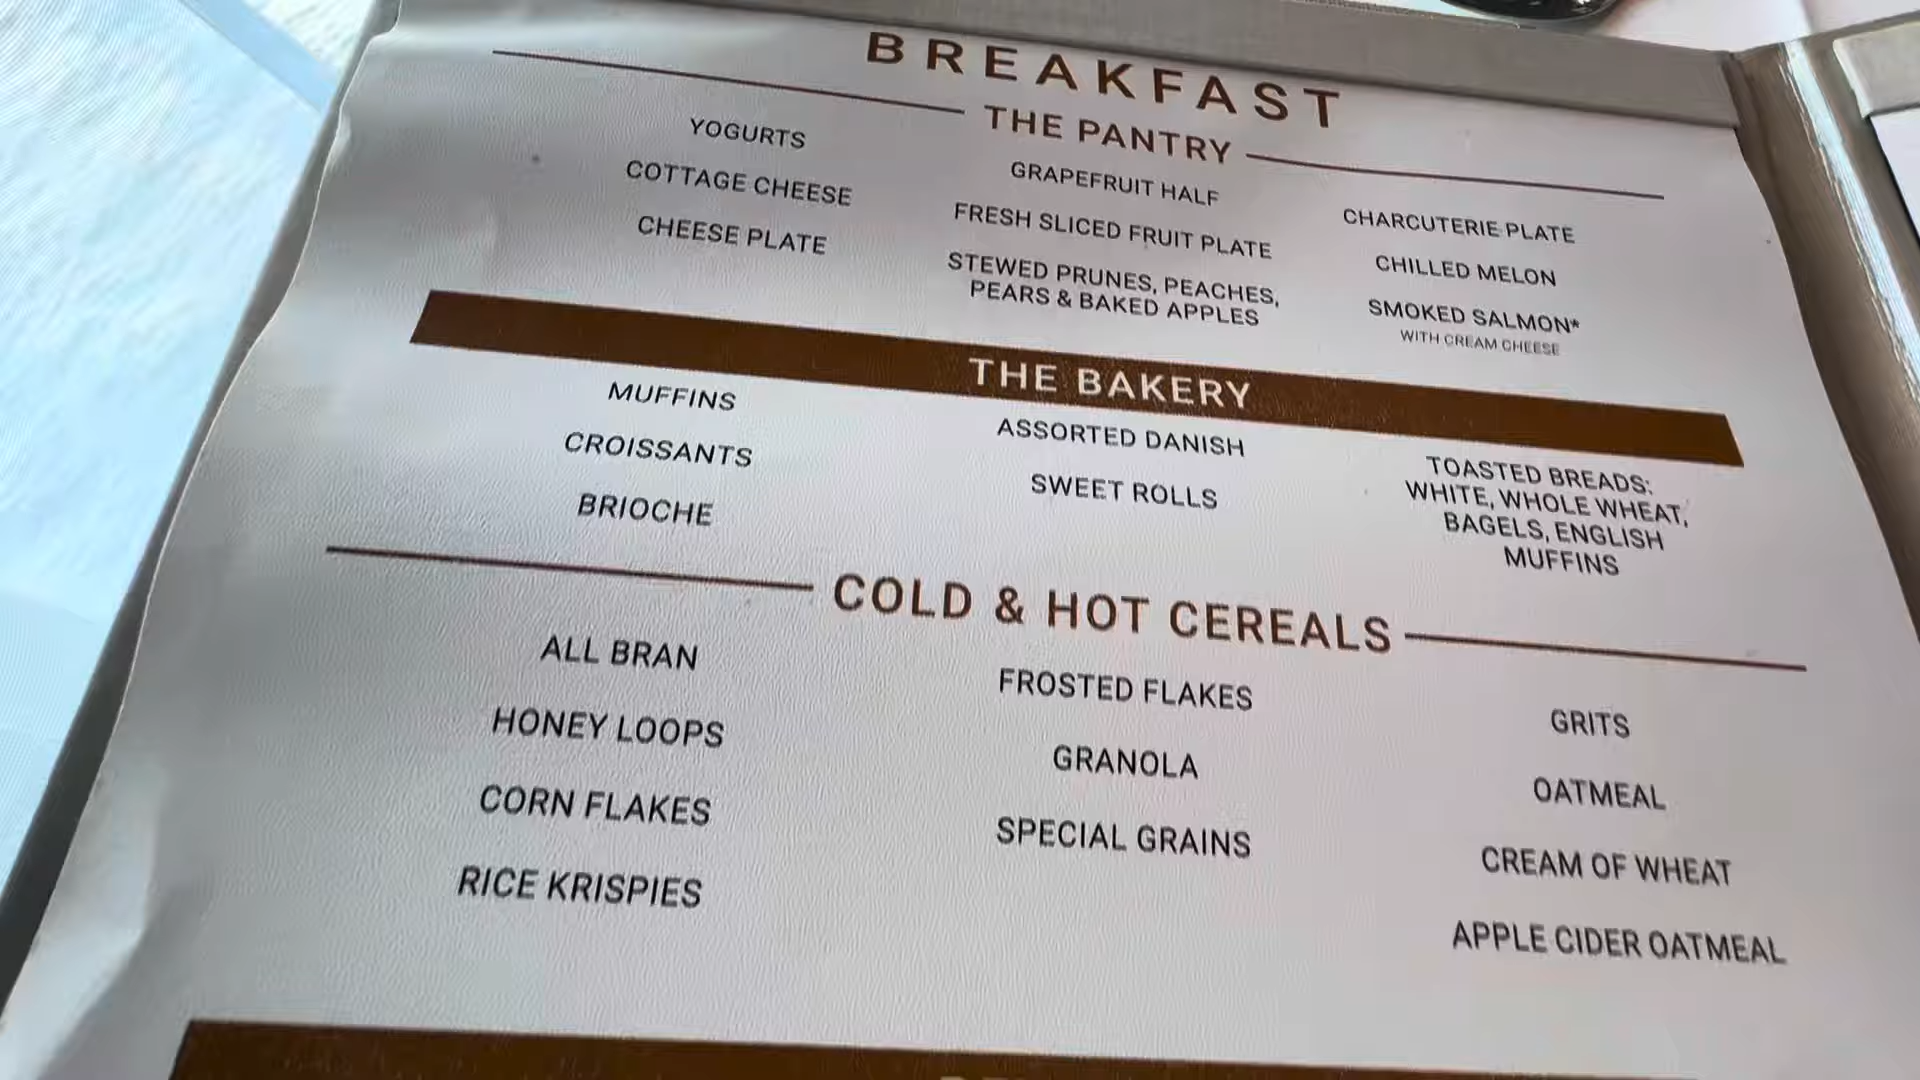 BREAKFAST
THE PANTRY
YOGURTS
COTTAGE CHEESE
CHEESE PLATE
GRAPEFRUIT HALF
FRESH SLICED FRUIT PLATE
STEWED PRUNES, PEACHES,
PEARS & BAKED APPLES
CHARCUTERIE PLATE
CHILLED MELON
SMOKED SALMON*
WITH CREAM CHEESE
THE BAKERY
MUFFINS
CROISSANTS
BRIOCHE
ASSORTED DANISH
SWEET ROLLS
TOASTED BREADS:
WHITE, WHOLE WHEAT,
BAGELS, ENGLISH
MUFFINS
COLD & HOT CEREALS
ALL BRAN
HONEY LOOPS
CORN FLAKES
RICE KRISPIES
FROSTED FLAKES
GRANOLA
SPECIAL GRAINS
GRITS
OATMEAL
CREAM OF WHEAT
APPLE CIDER OATMEAL